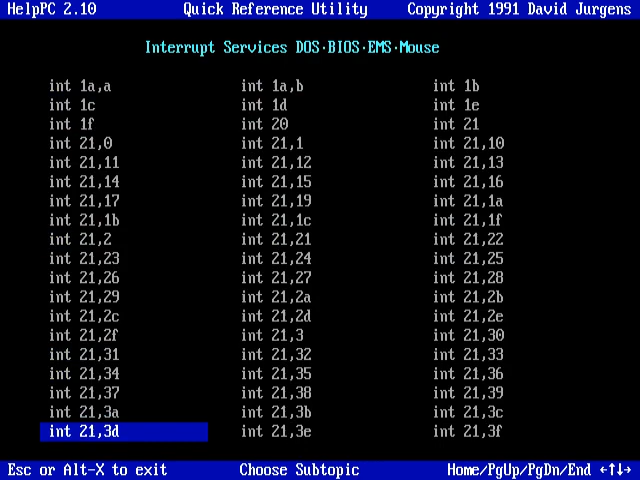 HelpPC 2.10 Quick Reference Utility Copyright 1991 David Jurgens
Interrupt Services DOS·BIOS·EMS·Mouse
int 1a,a int 1a,b int 1b
int 1c int 1d int 1e
int 1f int 20 int 21
int 21,0 int 21,1 int 21,10
int 21,11 int 21,12 int 21,13
int 21,14 int 21,15 int 21,16
int 21,17 int 21,19 int 21,1a
int 21,1b int 21,1c int 21,1f
int 21,2 int 21,21 int 21,22
int 21,23 int 21,24 int 21,25
int 21,26 int 21,27 int 21,28
int 21,29 int 21,2a int 21,2b
int 21,2c int 21,2d int 21,2e
int 21,2f int 21,3 int 21,30
int 21,31 int 21,32 int 21,33
int 21,34 int 21,35 int 21,36
int 21,37 int 21,38 int 21,39
int 21,3a int 21,3b int 21,3c
int 21,3d int 21,3e int 21,3f
Esc or Alt-X to exit Choose Subtopic Home/PgUp/PgDn/End ←↑↓→